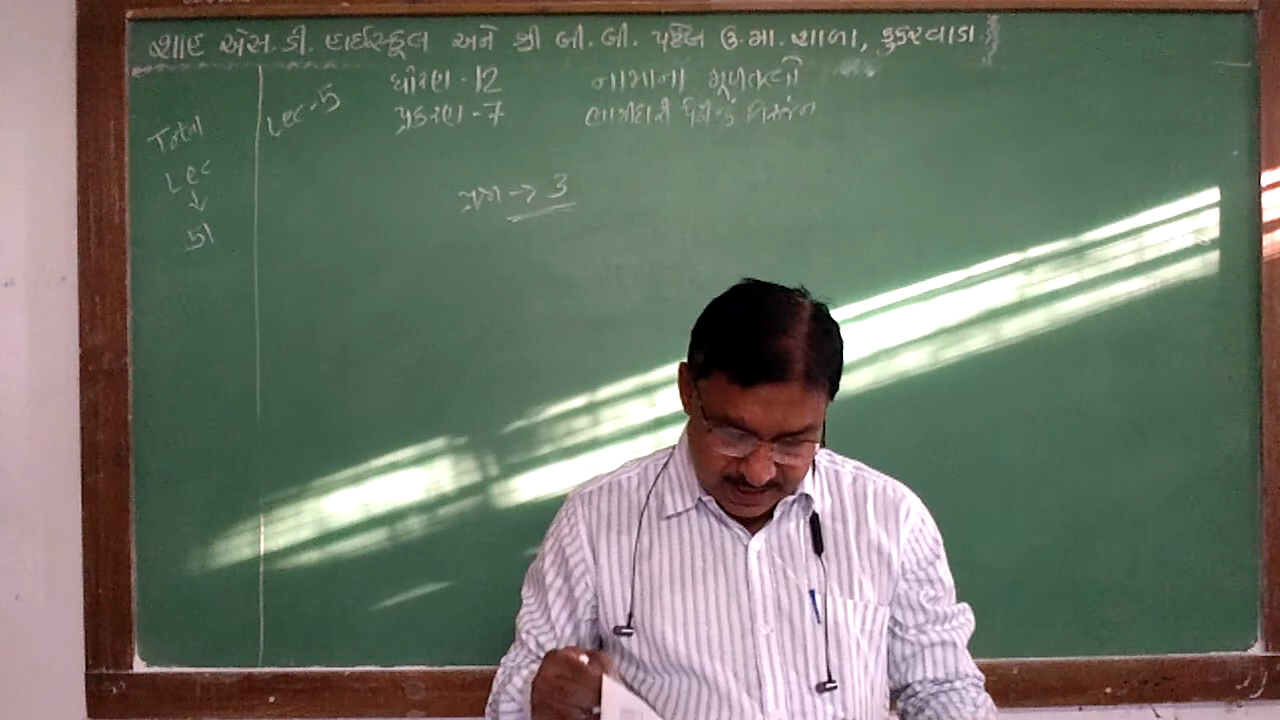 શાહ એસ.ડી. હાઈસ્કૂલ અને શ્રી બી.બી. પટેલ ઉ.મા. શાળા, કુકરવાડા
ધોરણ - 12 નામાના મૂળતત્વો
પ્રકરણ - 7 ભાગીદારી પેઢીનું વિસર્જન
Lec - 5
Total
Lec
↓
51
→ 3